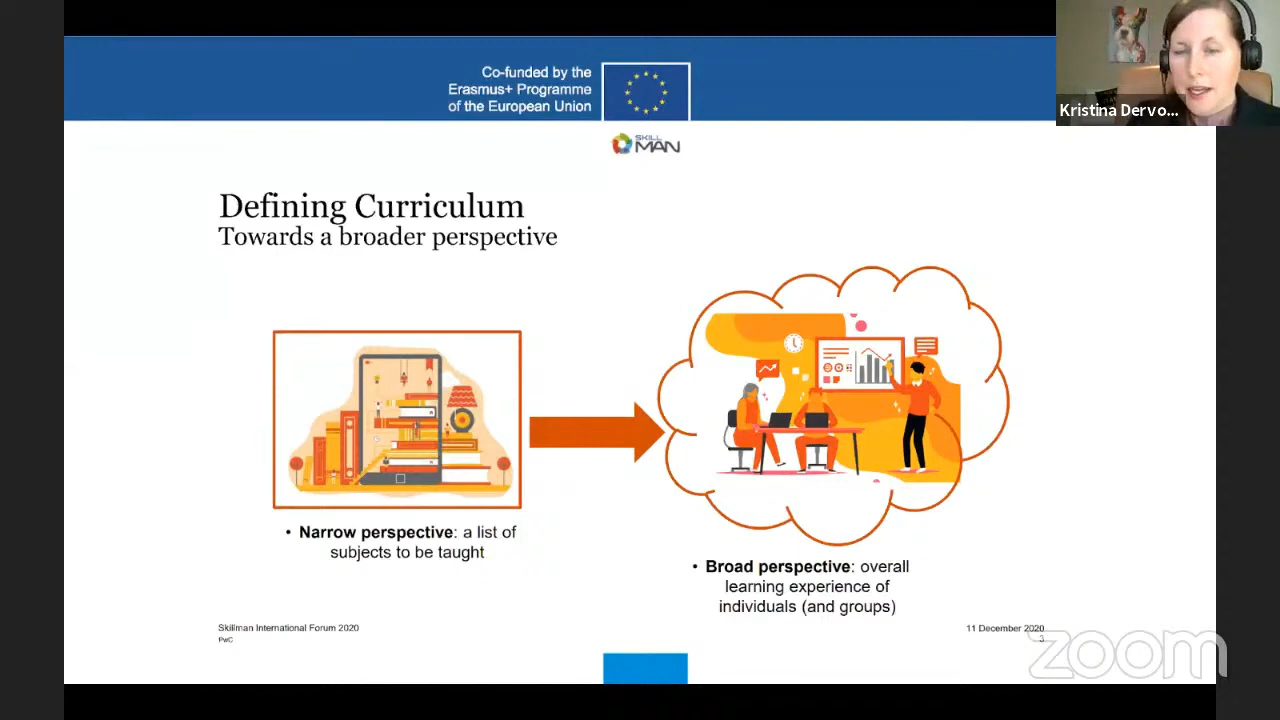 Co-funded by the
Erasmus+ Programme
of the European Union
SKILL
MAN
Kristina Dervo...
Defining Curriculum
Towards a broader perspective
• Narrow perspective: a list of
subjects to be taught
• Broad perspective: overall
learning experience of
individuals (and groups)
Skillman International Forum 2020
PwC
11 December 2020
3
zoom